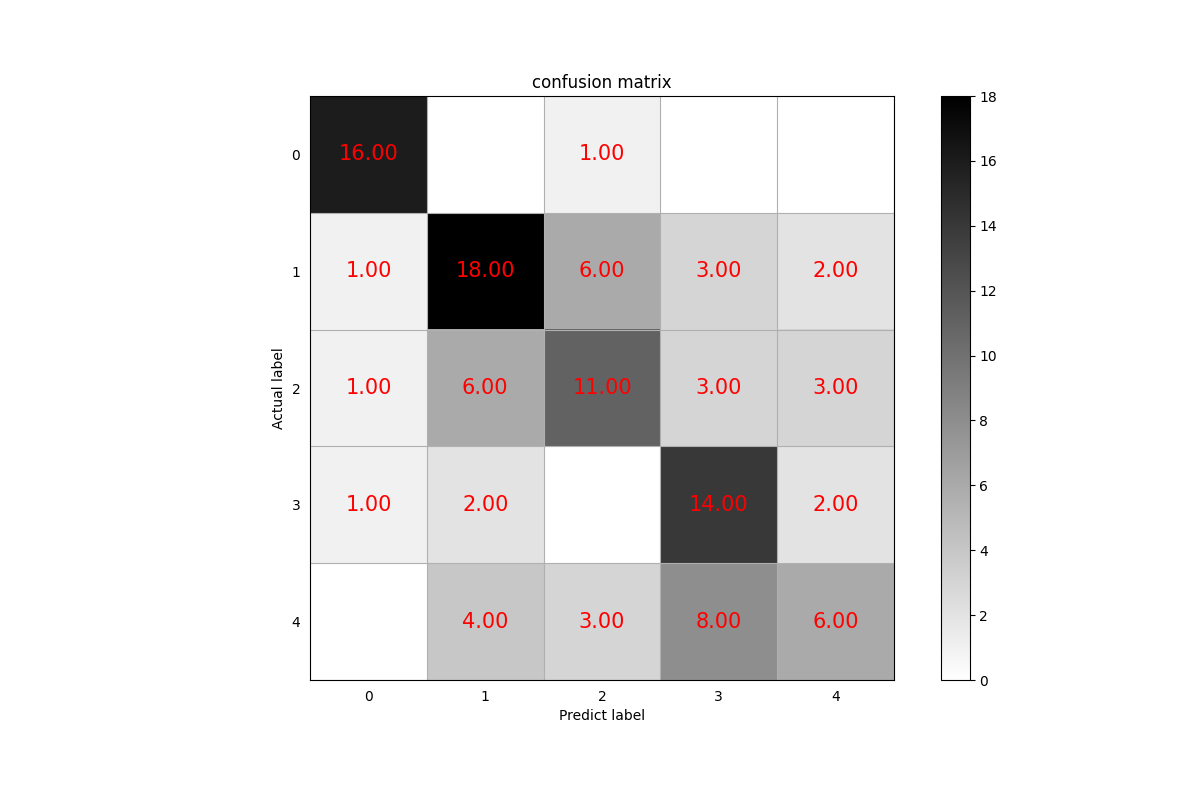 confusion matrix
0 16.00 1.00
1 1.00 18.00 6.00 3.00 2.00
2 1.00 6.00 11.00 3.00 3.00
3 1.00 2.00 14.00 2.00
4 4.00 3.00 8.00 6.00
0 1 2 3 4
Predict label
Actual label
18
16
14
12
10
8
6
4
2
0